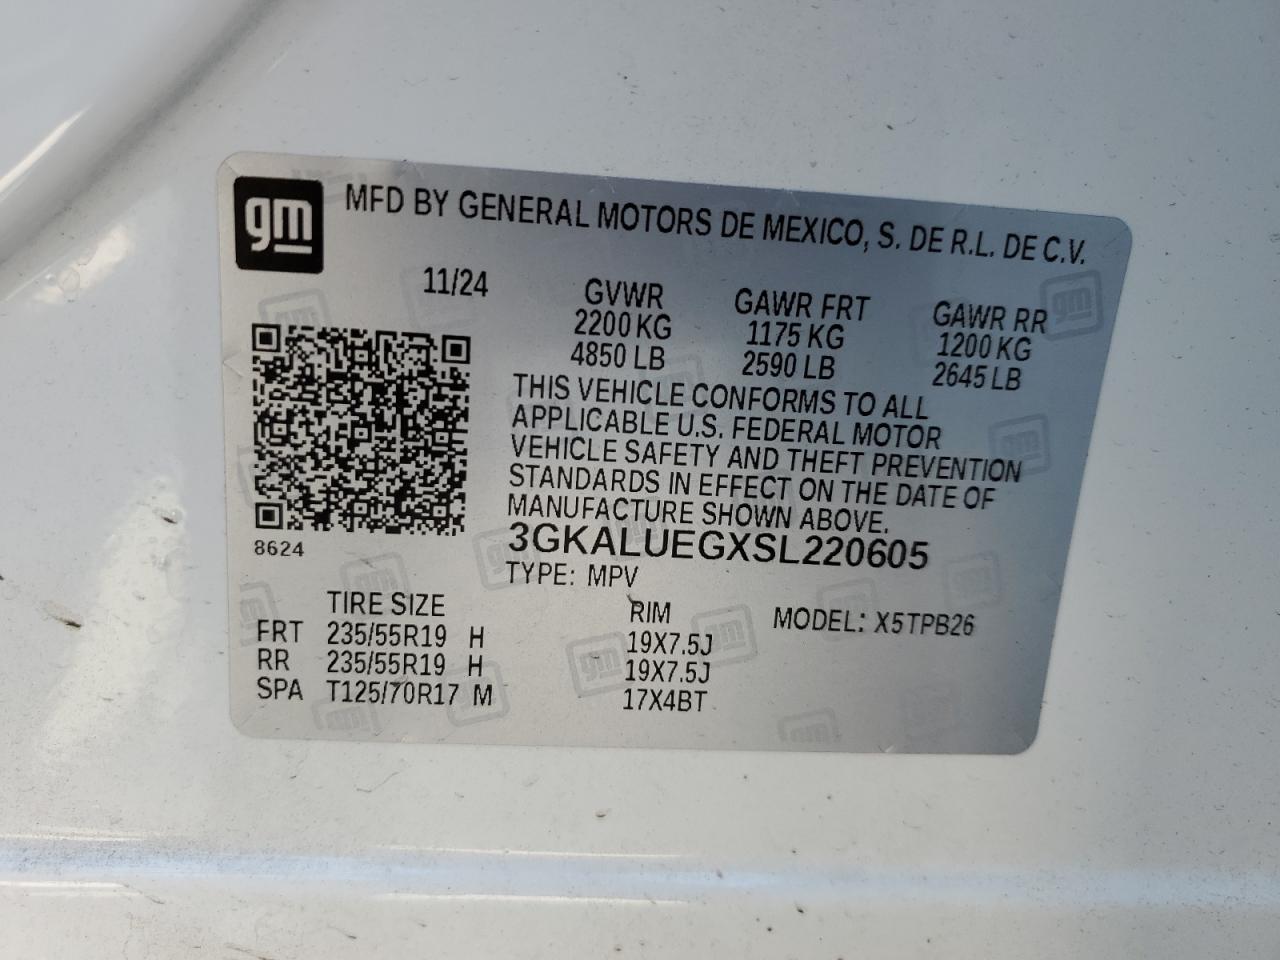 gm
MFD BY GENERAL MOTORS DE MEXICO, S. DE R.L. DE C.V.
11/24
GVWR GAWR FRT GAWR RR
2200 KG 1175 KG 1200 KG
4850 LB 2590 LB 2645 LB
THIS VEHICLE CONFORMS TO ALL
APPLICABLE U.S. FEDERAL MOTOR
VEHICLE SAFETY AND THEFT PREVENTION
STANDARDS IN EFFECT ON THE DATE OF
MANUFACTURE SHOWN ABOVE.
8624
3GKALUEGXSL220605
TYPE: MPV
TIRE SIZE RIM MODEL: X5TPB26
FRT 235/55R19 H 19X7.5J
RR 235/55R19 H 19X7.5J
SPA T125/70R17 M 17X4BT